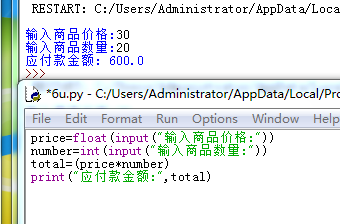 RESTART: C:/Users/Administrator/AppData/Loca
输入商品价格:30
输入商品数量:20
应付款金额: 600.0
>>>
*6u.py - C:/Users/Administrator/AppData/Local/Pro
File Edit Format Run Options Window Help
price=float(input("输入商品价格:"))
number=int(input("输入商品数量:"))
total=(price*number)
print("应付款金额:",total)